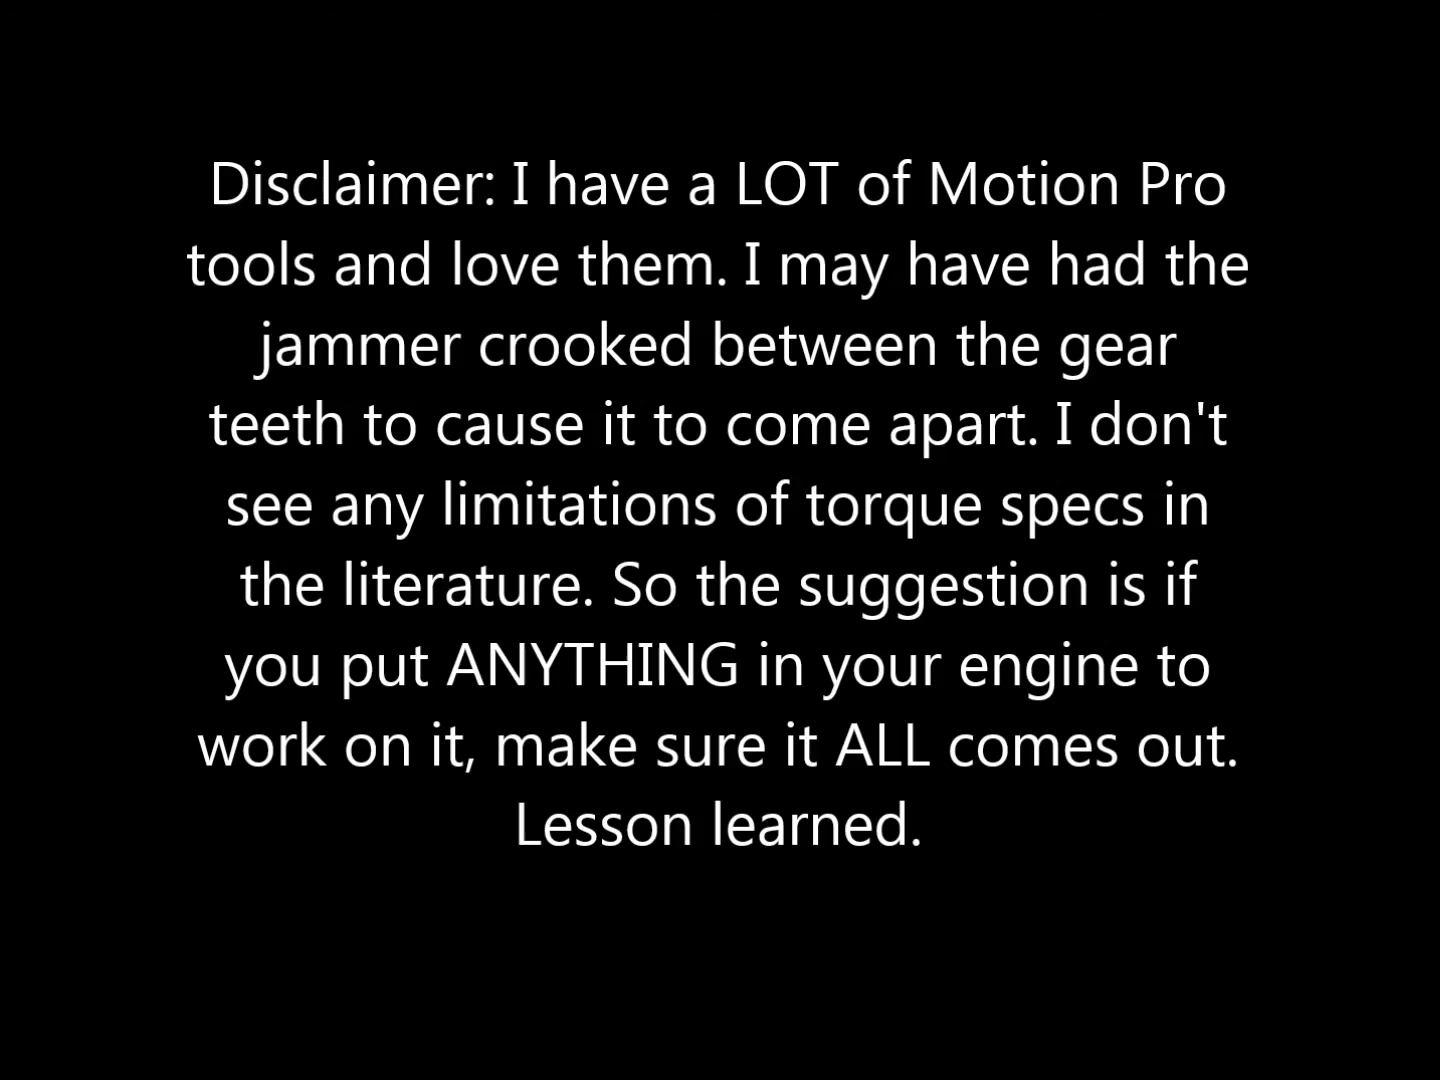 Disclaimer: I have a LOT of Motion Pro
tools and love them. I may have had the
jammer crooked between the gear
teeth to cause it to come apart. I don't
see any limitations of torque specs in
the literature. So the suggestion is if
you put ANYTHING in your engine to
work on it, make sure it ALL comes out.
Lesson learned.